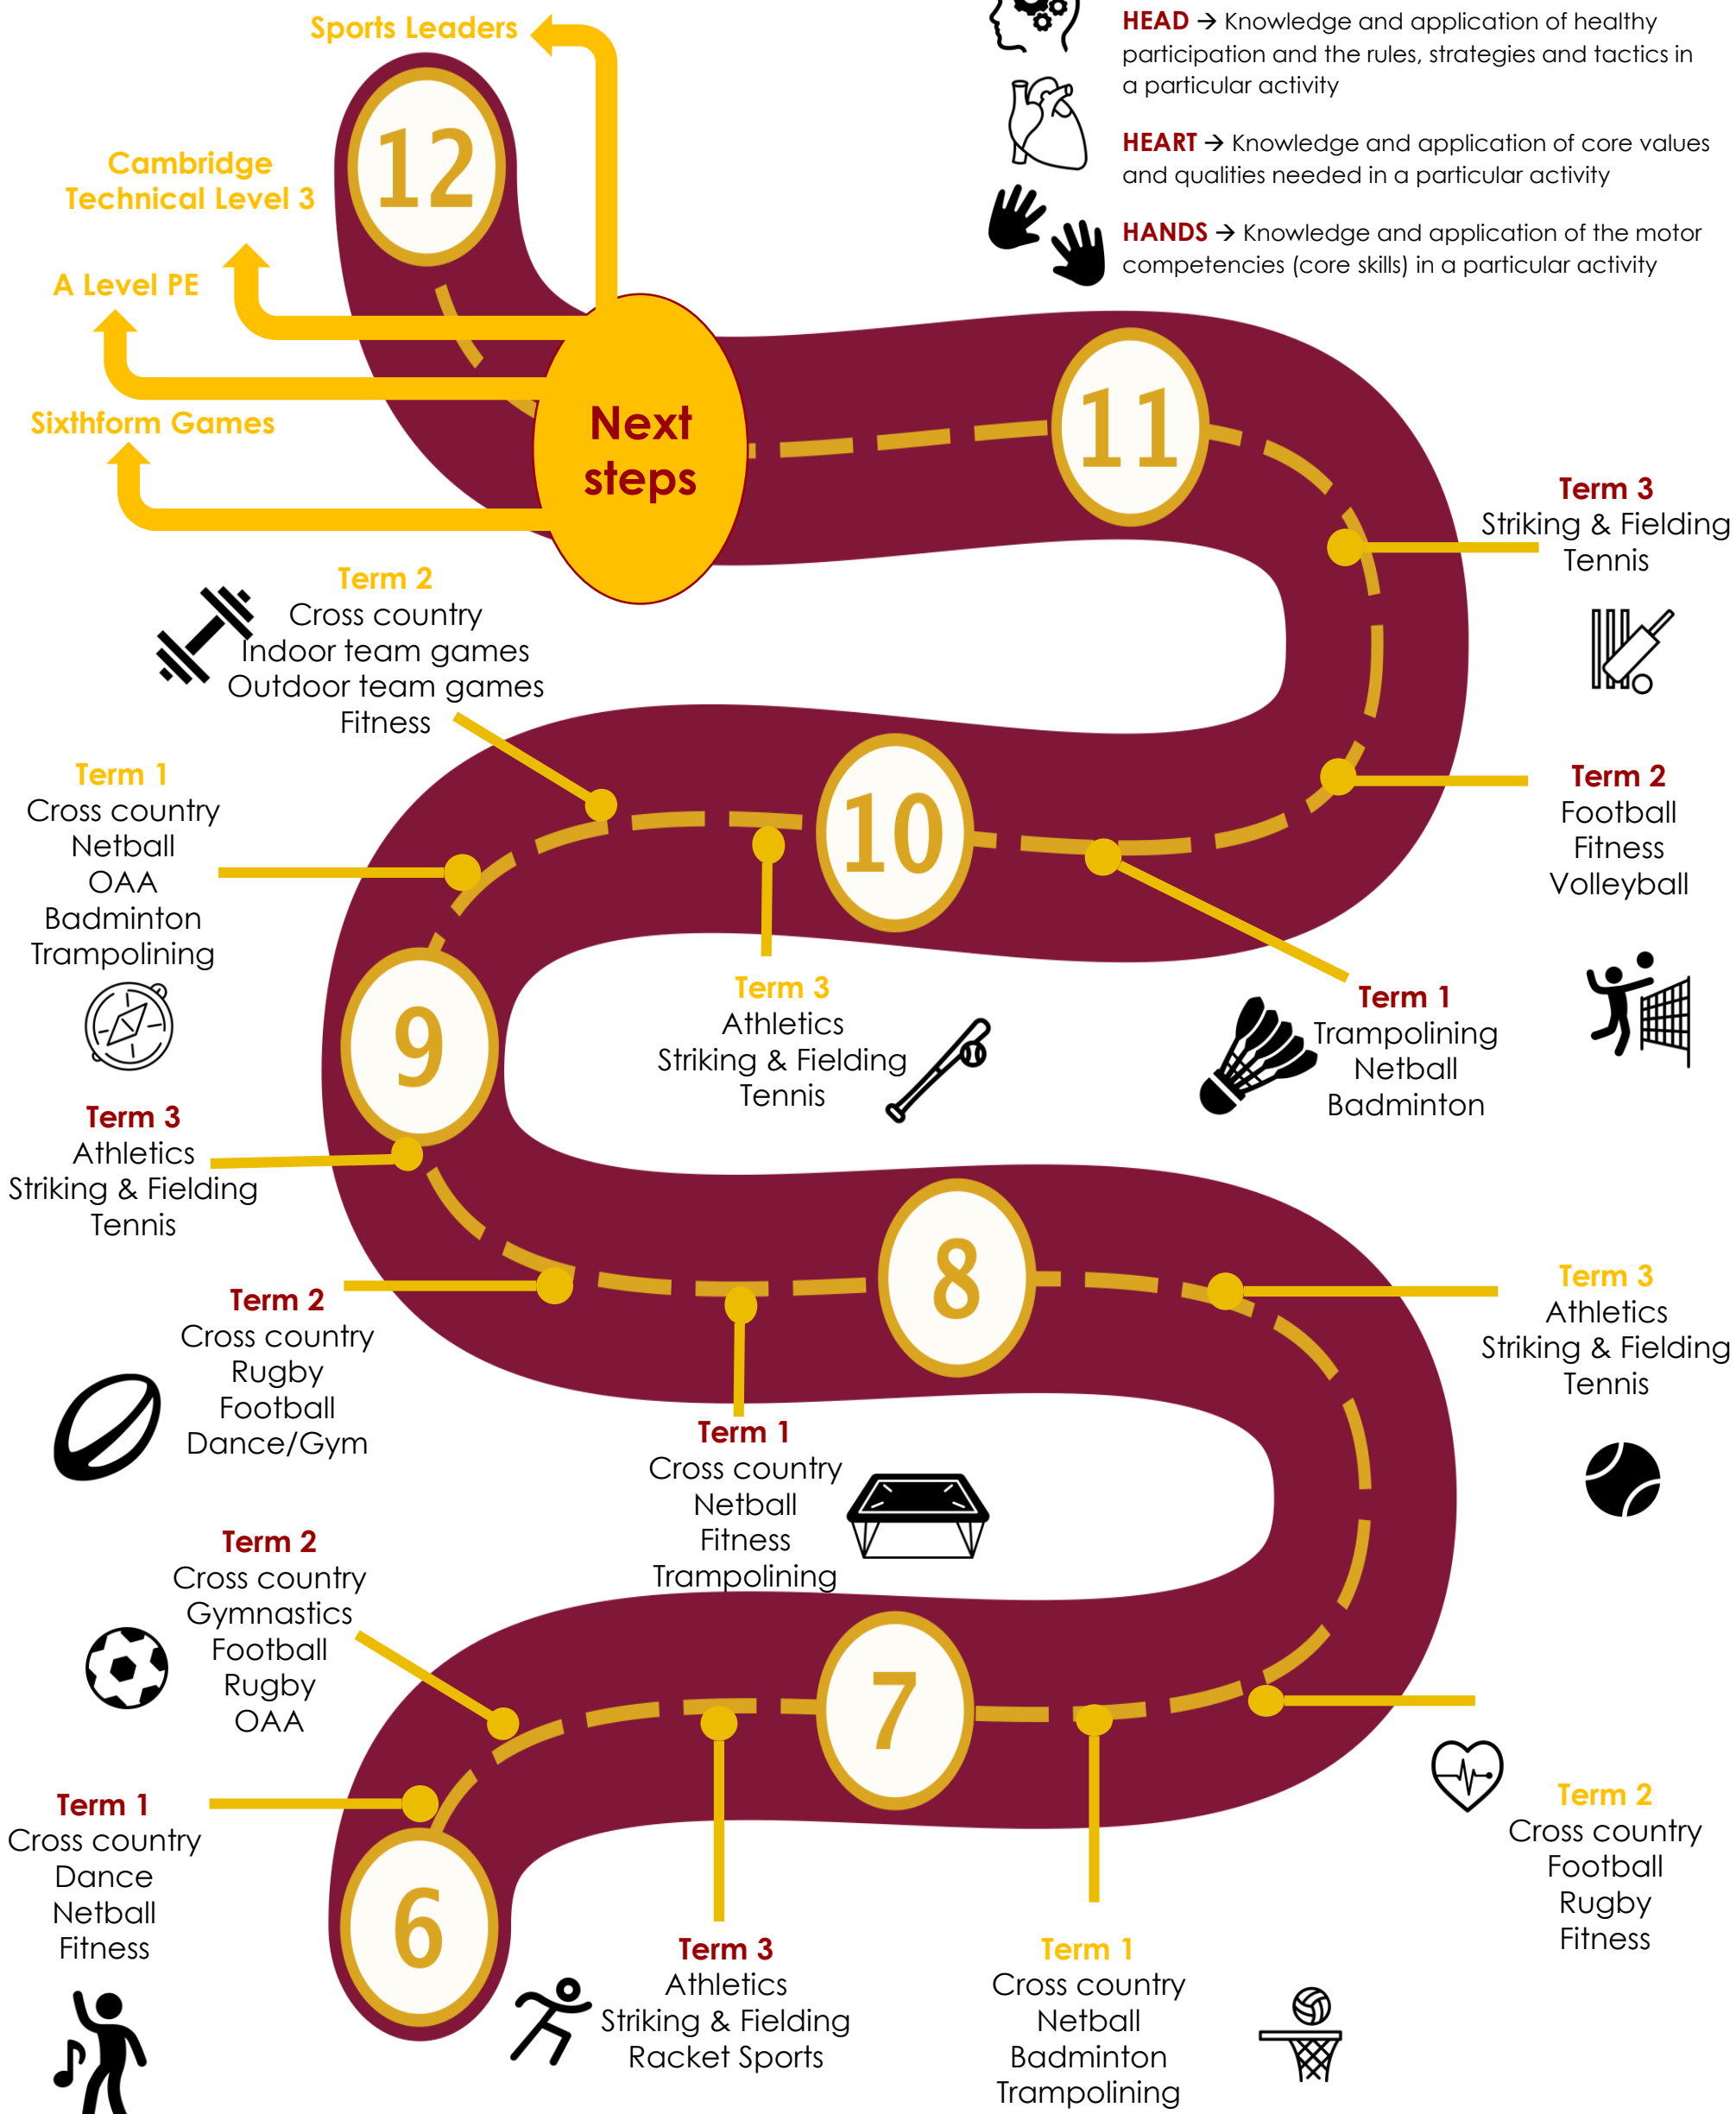 Sports Leaders
HEAD → Knowledge and application of healthy
participation and the rules, strategies and tactics in
a particular activity
HEART → Knowledge and application of core values
and qualities needed in a particular activity
HANDS → Knowledge and application of the motor
competencies (core skills) in a particular activity
12
Cambridge
Technical Level 3
A Level PE
Sixthform Games
Next
steps
11
Term 3
Striking & Fielding
Tennis
Term 2
Cross country
Indoor team games
Outdoor team games
Fitness
Term 1
Cross country
Netball
OAA
Badminton
Trampolining
10
Term 2
Football
Fitness
Volleyball
9
Term 3
Athletics
Striking & Fielding
Tennis
Term 1
Trampolining
Netball
Badminton
Term 3
Athletics
Striking & Fielding
Tennis
8
Term 3
Athletics
Striking & Fielding
Tennis
Term 2
Cross country
Rugby
Football
Dance/Gym
Term 1
Cross country
Netball
Fitness
Trampolining
Term 2
Cross country
Gymnastics
Football
Rugby
OAA
7
Term 1
Cross country
Dance
Netball
Fitness
6
Term 2
Cross country
Football
Rugby
Fitness
Term 3
Athletics
Striking & Fielding
Racket Sports
Term 1
Cross country
Netball
Badminton
Trampolining